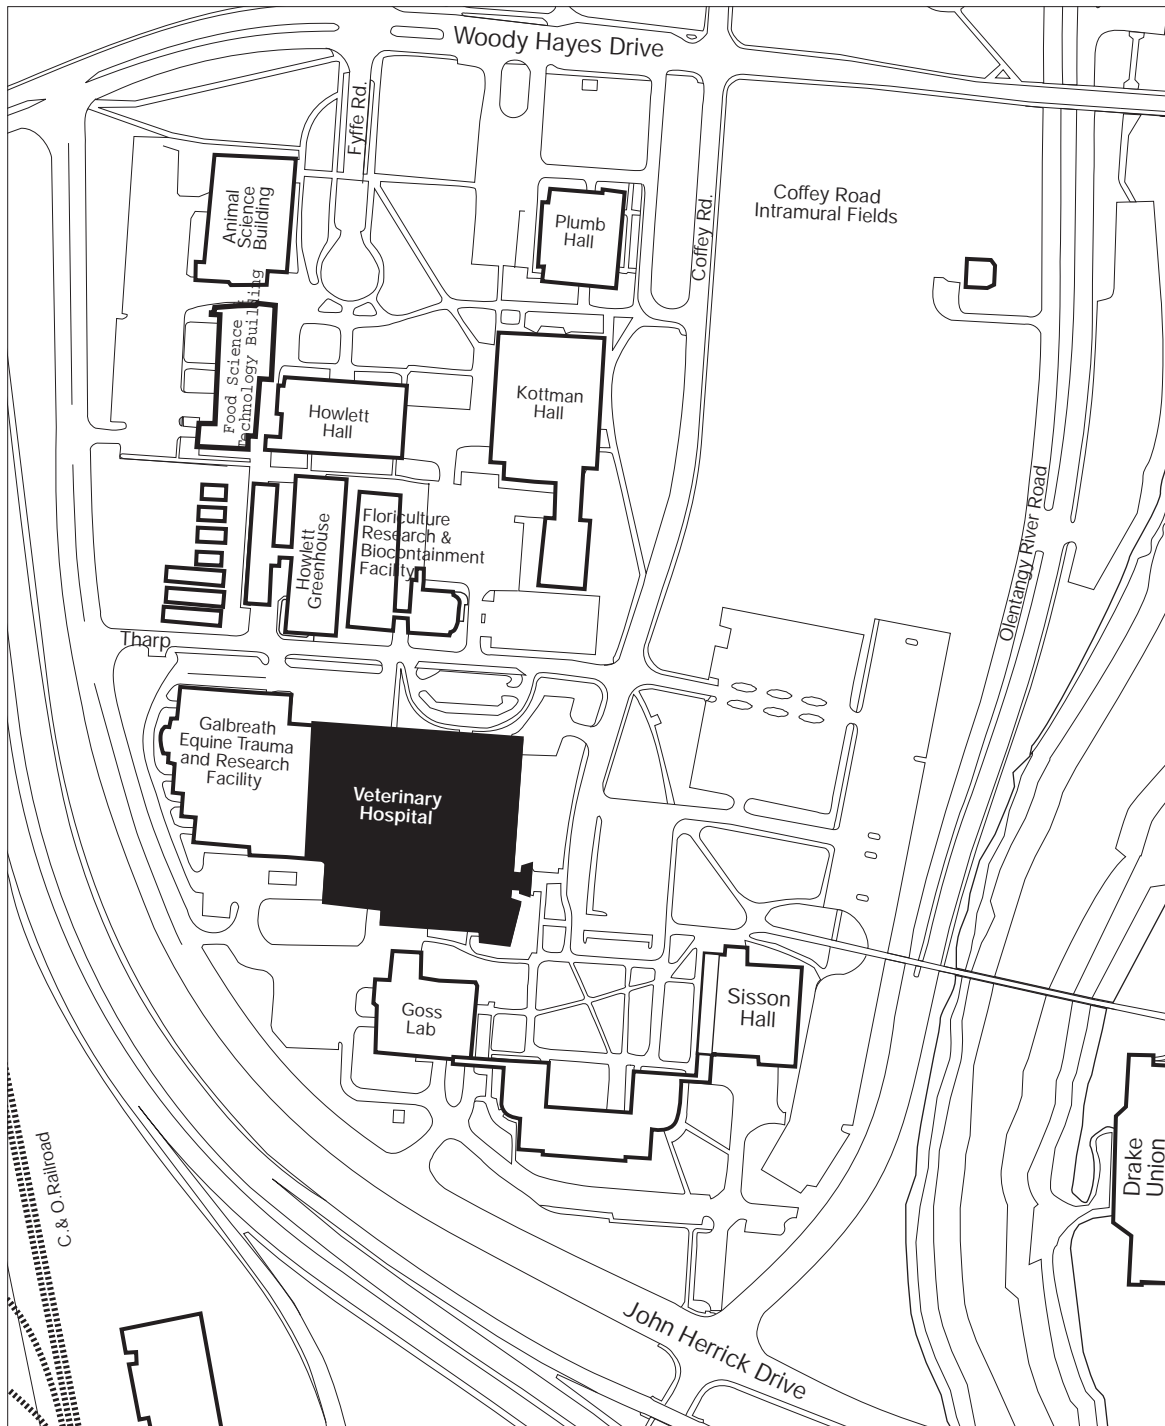 Woody Hayes Drive
Fyffe Rd.
Animal
Science
Building
Plumb
Hall
Coffey Rd.
Coffey Road
Intramural Fields
Food Science
Technology Building
Howlett
Hall
Kottman
Hall
Howlett
Greenhouse
Floriculture
Research &
Biocontainment
Facility
Olentangy River Road
Tharp
Galbreath
Equine Trauma
and Research
Facility
Veterinary
Hospital
Goss
Lab
Sisson
Hall
Drake
Union
C.& O.Railroad
John Herrick Drive